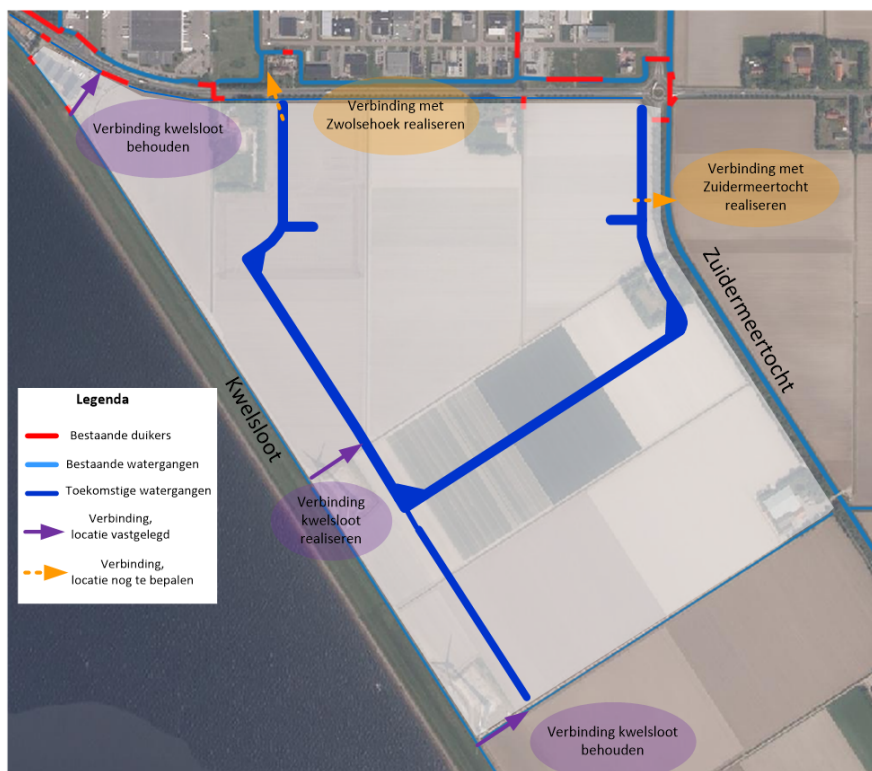 Verbinding kwelsloot
behouden
Verbinding met
Zwolsehoek realiseren
Verbinding met
Zuidermeertocht
realiseren
Zuidermeertocht
Kwelsloot
Legenda
Bestaande duikers
Bestaande watergangen
Toekomstige watergangen
Verbinding,
locatie vastgelegd
Verbinding,
locatie nog te bepalen
Verbinding
kwelsloot
realiseren
Verbinding kwelsloot
behouden